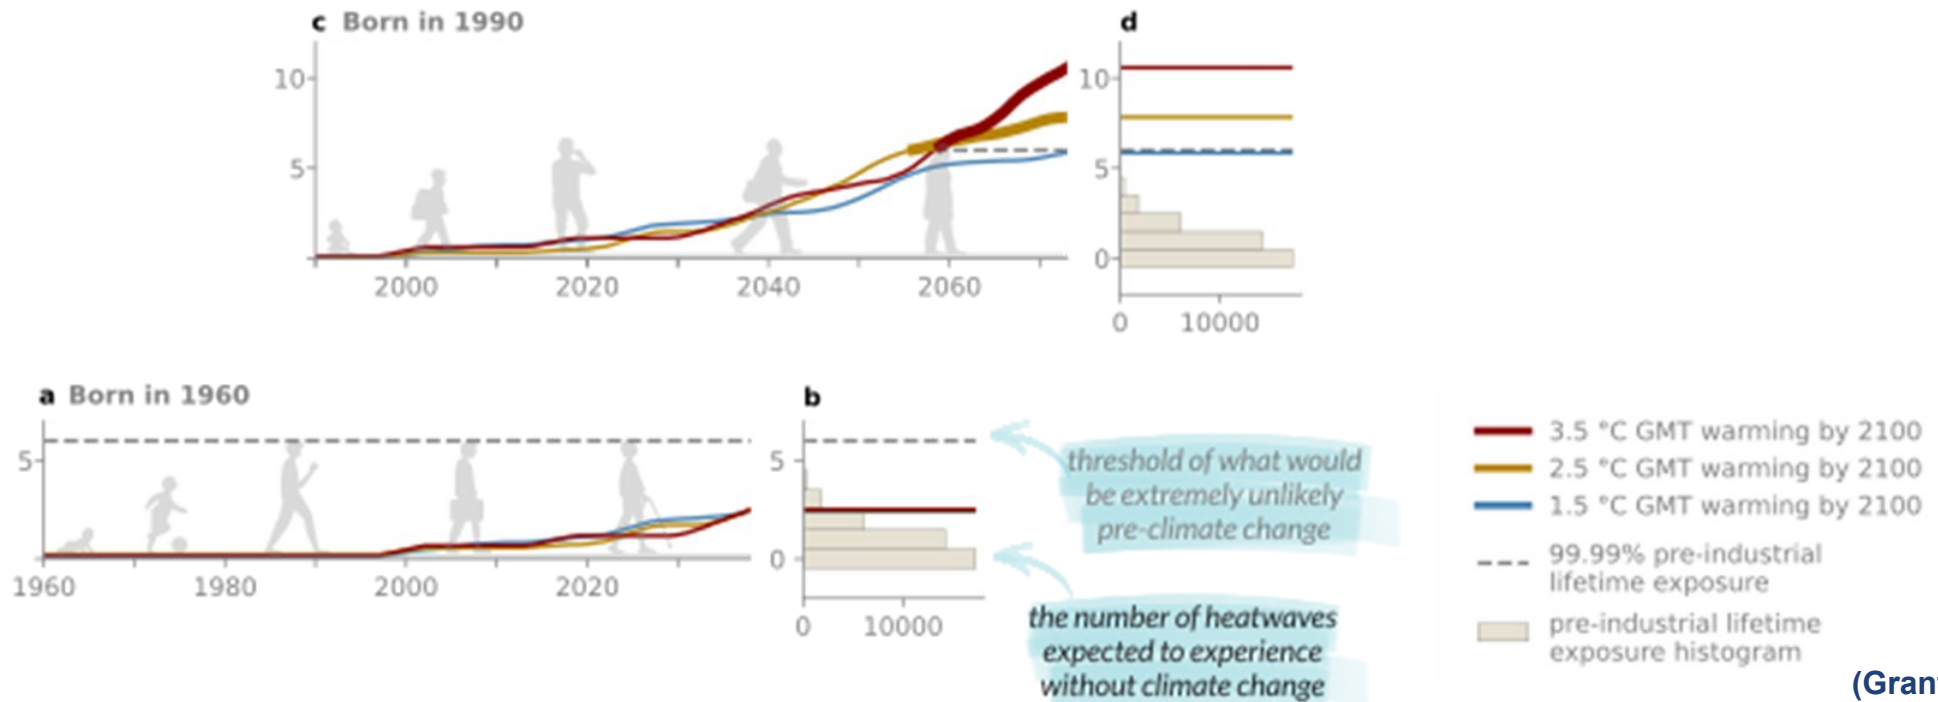 c Born in 1990
d
10
5
2000 2020 2040 2060
10
5
0
0 10000
a Born in 1960
b
5
1960 1980 2000 2020
5
0
0 10000
threshold of what would
be extremely unlikely
pre-climate change
the number of heatwaves
expected to experience
without climate change
3.5 °C GMT warming by 2100
2.5 °C GMT warming by 2100
1.5 °C GMT warming by 2100
99.99% pre-industrial
lifetime exposure
pre-industrial lifetime
exposure histogram
(Gran